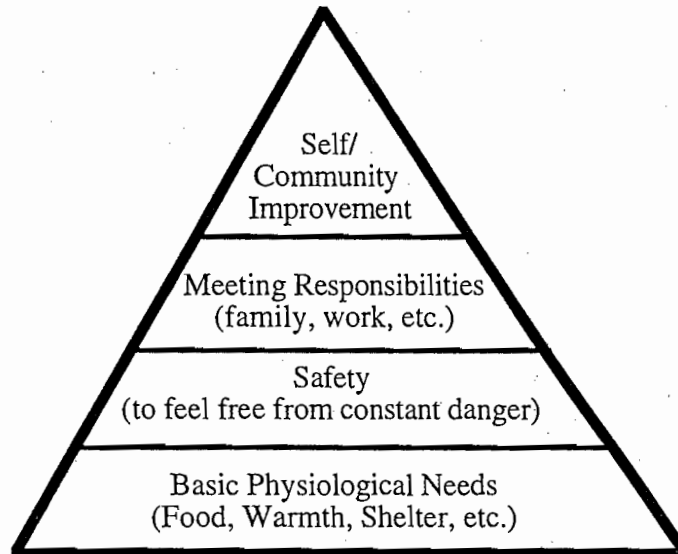 Self/
Community
Improvement
Meeting Responsibilities
(family, work, etc.)
Safety
(to feel free from constant danger)
Basic Physiological Needs
(Food, Warmth, Shelter, etc.)